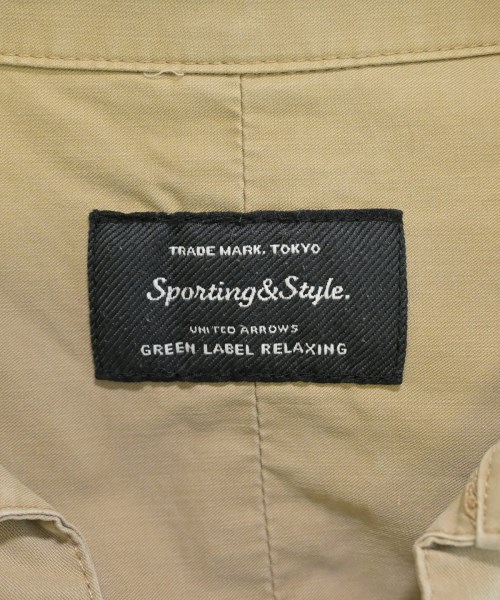 TRADE MARK. TOKYO
Sporting&Style.
UNITED ARROWS
GREEN LABEL RELAXING